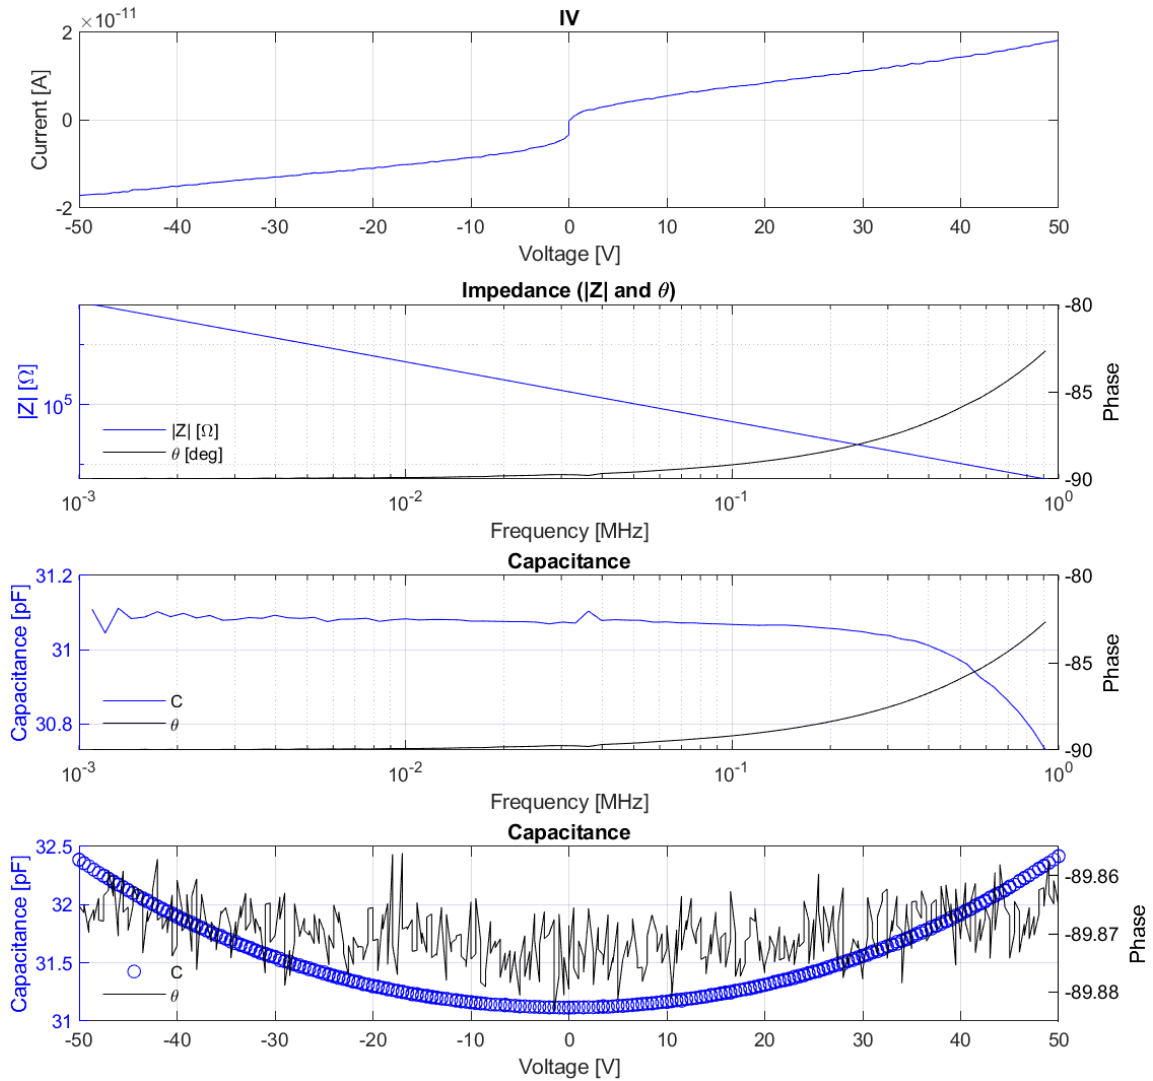 IV
×10⁻¹¹
2
0
-2
Current [A]
-50 -40 -30 -20 -10 0 10 20 30 40 50
Voltage [V]
Impedance (|Z| and θ)
|Z| [Ω]
10⁵
|Z| [Ω]
θ [deg]
-80
-85
-90
Phase
10⁻³ 10⁻² 10⁻¹ 10⁰
Frequency [MHz]
Capacitance
Capacitance [pF]
31.2
31
30.8
C
θ
-80
-85
-90
Phase
10⁻³ 10⁻² 10⁻¹ 10⁰
Frequency [MHz]
Capacitance
Capacitance [pF]
32.5
32
31.5
31
C
θ
-89.86
-89.87
-89.88
Phase
-50 -40 -30 -20 -10 0 10 20 30 40 50
Voltage [V]